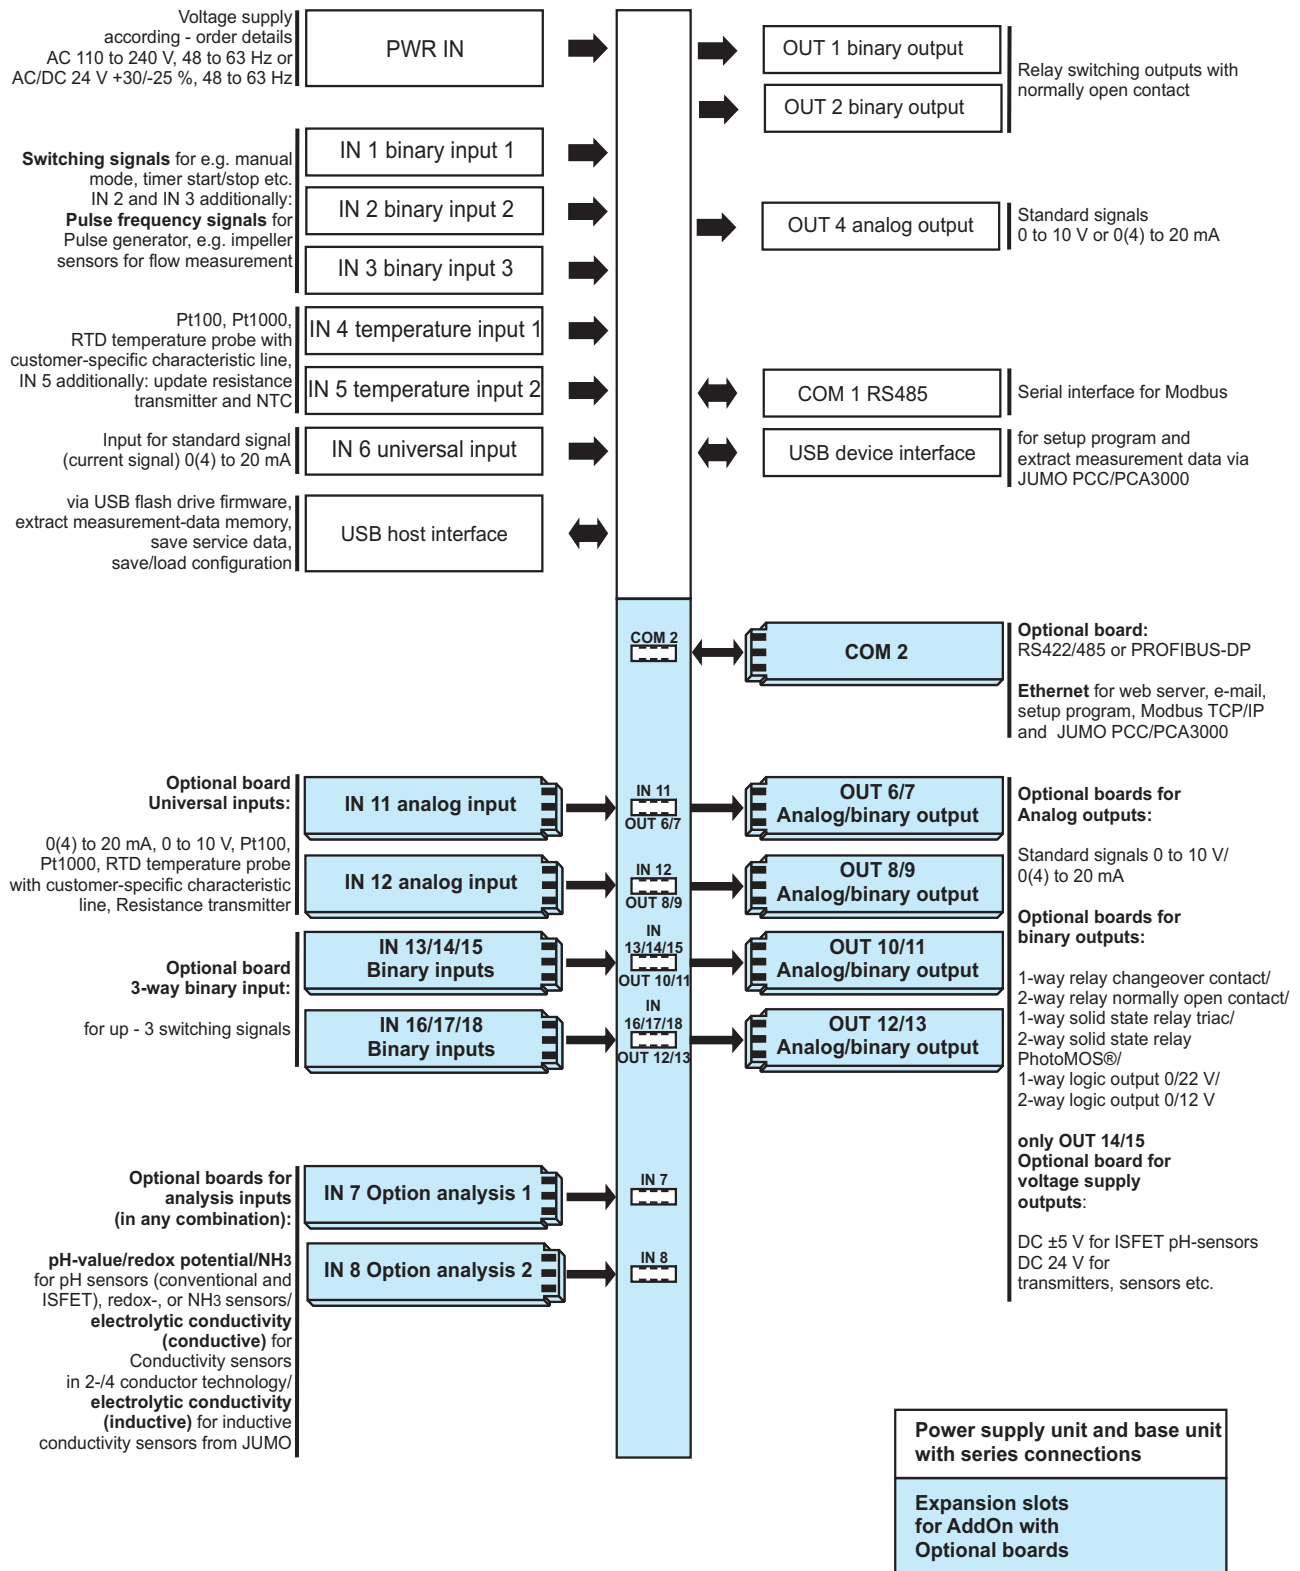 Voltage supply
according - order details
AC 110 to 240 V, 48 to 63 Hz or
AC/DC 24 V +30/-25 %, 48 to 63 Hz
PWR IN
OUT 1 binary output
OUT 2 binary output
Relay switching outputs with
normally open contact
Switching signals for e.g. manual
mode, timer start/stop etc.
IN 2 and IN 3 additionally:
Pulse frequency signals for
Pulse generator, e.g. impeller
sensors for flow measurement
IN 1 binary input 1
IN 2 binary input 2
IN 3 binary input 3
OUT 4 analog output
Standard signals
0 to 10 V or 0(4) to 20 mA
Pt100, Pt1000,
RTD temperature probe with
customer-specific characteristic line,
IN 5 additionally: update resistance
transmitter and NTC
IN 4 temperature input 1
IN 5 temperature input 2
COM 1 RS485
Serial interface for Modbus
Input for standard signal
(current signal) 0(4) to 20 mA
IN 6 universal input
USB device interface
for setup program and
extract measurement data via
JUMO PCC/PCA3000
via USB flash drive firmware,
extract measurement-data memory,
save service data,
save/load configuration
USB host interface
COM 2
COM 2
Optional board:
RS422/485 or PROFIBUS-DP
Ethernet for web server, e-mail,
setup program, Modbus TCP/IP
and JUMO PCC/PCA3000
Optional board
Universal inputs:
0(4) to 20 mA, 0 to 10 V, Pt100,
Pt1000, RTD temperature probe
with customer-specific characteristic
line, Resistance transmitter
IN 11 analog input
IN 11
OUT 6/7
OUT 6/7
Analog/binary output
IN 12 analog input
IN 12
OUT 8/9
OUT 8/9
Analog/binary output
Optional board
3-way binary input:
for up - 3 switching signals
IN 13/14/15
Binary inputs
IN
13/14/15
OUT 10/11
OUT 10/11
Analog/binary output
IN 16/17/18
Binary inputs
IN
16/17/18
OUT 12/13
OUT 12/13
Analog/binary output
Optional boards for
Analog outputs:
Standard signals 0 to 10 V/
0(4) to 20 mA
Optional boards for
binary outputs:
1-way relay changeover contact/
2-way relay normally open contact/
1-way solid state relay triac/
2-way solid state relay
PhotoMOS®/
1-way logic output 0/22 V/
2-way logic output 0/12 V
only OUT 14/15
Optional board for
voltage supply
outputs:
DC ±5 V for ISFET pH-sensors
DC 24 V for
transmitters, sensors etc.
Optional boards for
analysis inputs
(in any combination):
pH-value/redox potential/NH3
for pH sensors (conventional and
ISFET), redox-, or NH3 sensors/
electrolytic conductivity
(conductive) for
Conductivity sensors
in 2-/4 conductor technology/
electrolytic conductivity
(inductive) for inductive
conductivity sensors from JUMO
IN 7 Option analysis 1
IN 7
IN 8 Option analysis 2
IN 8
Power supply unit and base unit
with series connections
Expansion slots
for AddOn with
Optional boards